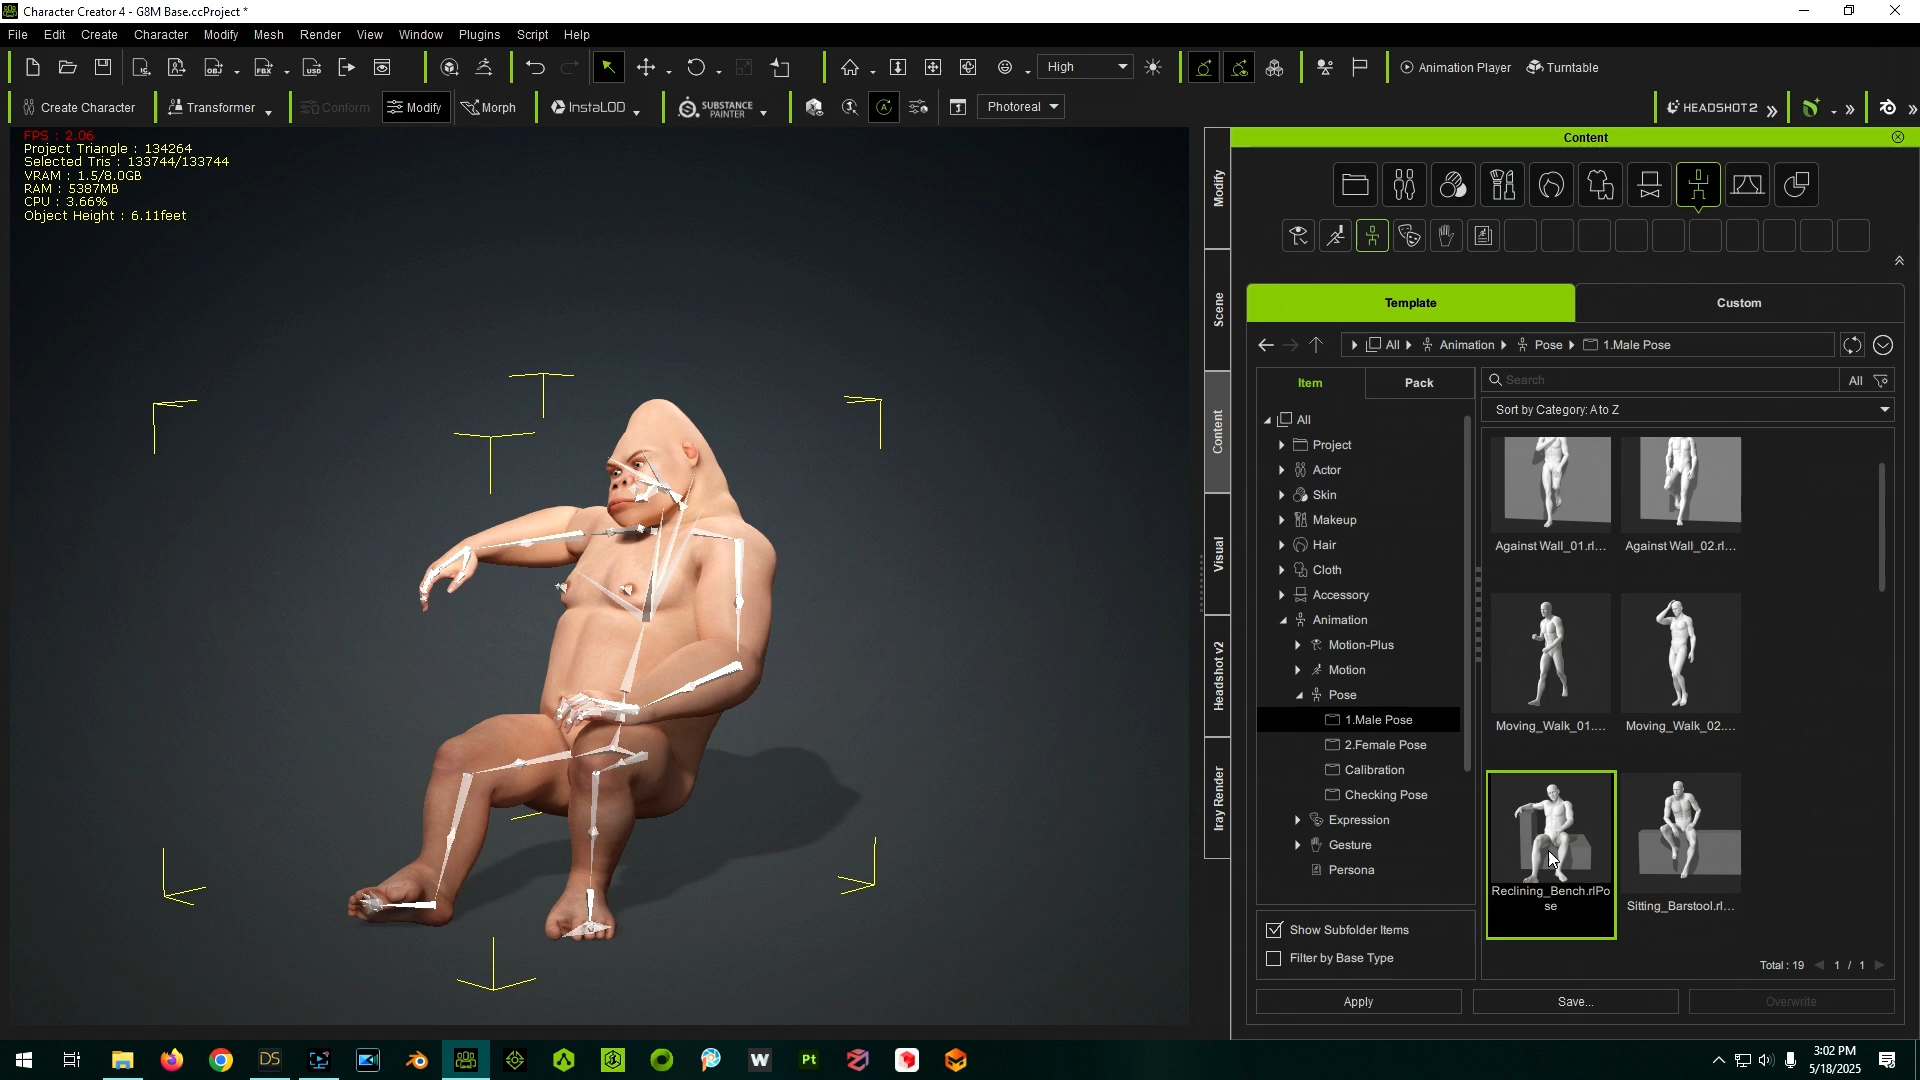 Character Creator 4 - G8M Base.ccProject *
File Edit Create Character Modify Mesh Render View Window Plugins Script Help
High
Animation Player
Turntable
Create Character
Transformer
Conform
Modify
Morph
InstaLOD
SUBSTANCE
PAINTER
Photoreal
HEADSHOT2
FPS : 2.06
Project Triangle : 134264
Selected Tris : 133744/133744
VRAM : 1.5/8.0GB
RAM : 5387MB
CPU : 3.66%
Object Height : 6.11feet
Modify
Scene
Content
Visual
Headshot v2
Iray Render
Content
Template
Custom
All
Animation
Pose
1.Male Pose
Item
Pack
Search
All
Sort by Category: A to Z
All
Project
Actor
Skin
Makeup
Hair
Cloth
Accessory
Animation
Motion-Plus
Motion
Pose
1.Male Pose
2.Female Pose
Calibration
Checking Pose
Expression
Gesture
Persona
Against Wall_01.rl...
Against Wall_02.rl...
Moving_Walk_01....
Moving_Walk_02....
Reclining_Bench.rlPo
se
Sitting_Barstool.rl...
Show Subfolder Items
Filter by Base Type
Total : 19
1 / 1
Apply
Save...
Overwrite
DS
W
Pt
3:02 PM
5/18/2025